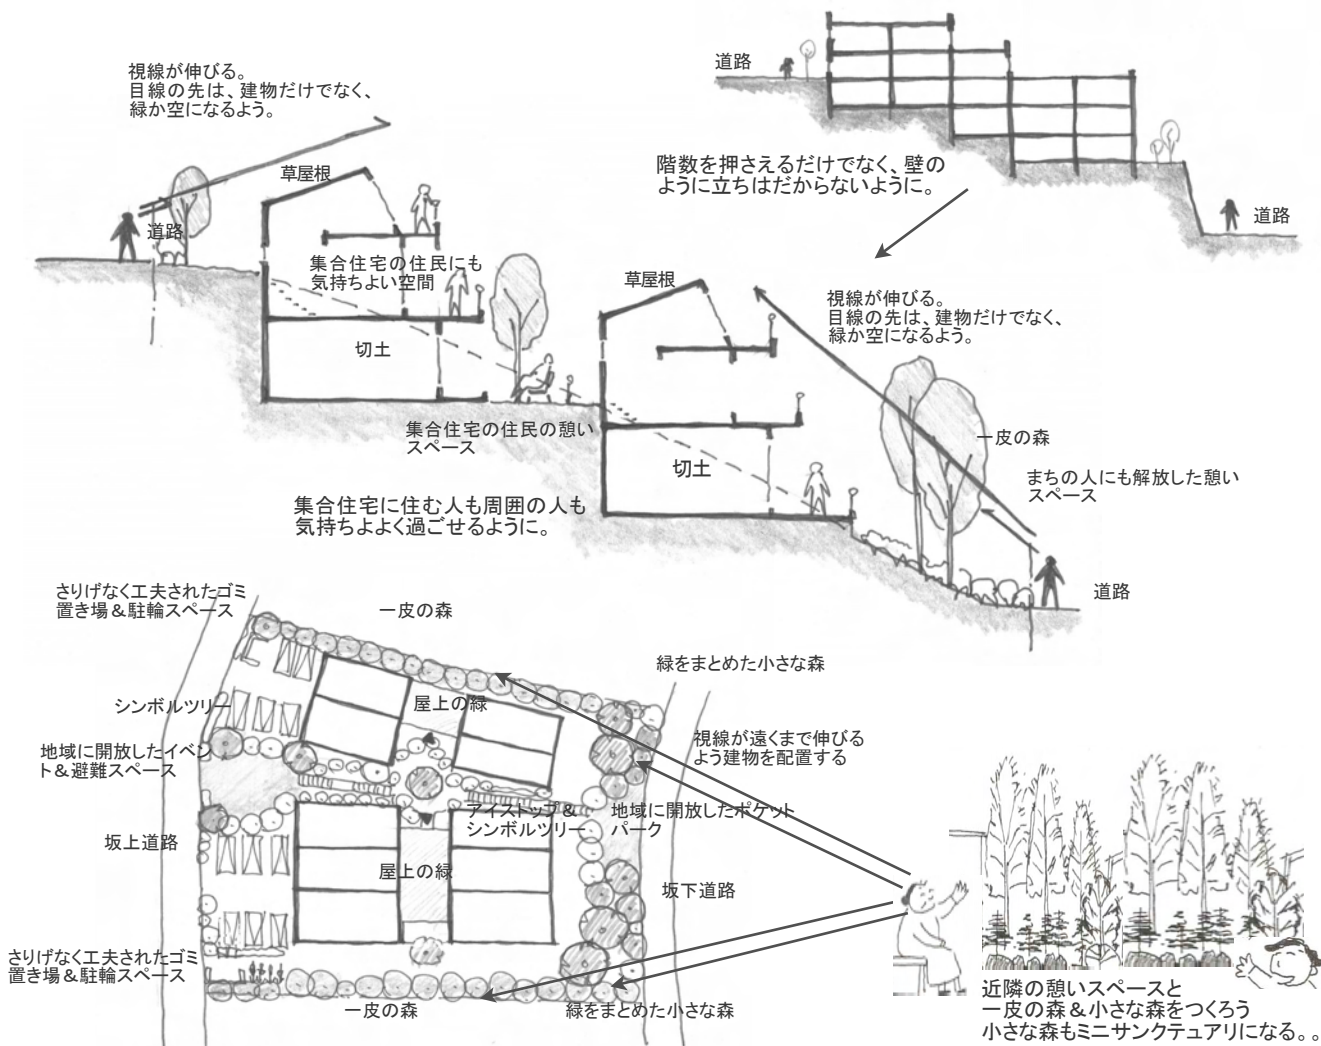 視線が伸びる。
目線の先は、建物だけでなく、
緑か空になるよう。
草屋根
道路
集合住宅の住民にも
気持ちよい空間
切土
道路
階数を押さえるだけでなく、壁の
ように立ちはだからないように。
道路
草屋根
視線が伸びる。
目線の先は、建物だけでなく、
緑か空になるよう。
集合住宅の住民の憩い
スペース
切土
一皮の森
まちの人にも解放した憩い
スペース
集合住宅に住む人も周囲の人も
気持ちよよく過ごせるように。
道路
さりげなく工夫されたゴミ
置き場＆駐輪スペース
一皮の森
緑をまとめた小さな森
シンボルツリー
屋上の緑
地域に開放したイベン
ト＆避難スペース
視線が遠くまで伸びる
よう建物を配置する
アイストップ＆
シンボルツリー
地域に開放したポケット
パーク
坂上道路
屋上の緑
坂下道路
さりげなく工夫されたゴミ
置き場＆駐輪スペース
一皮の森
緑をまとめた小さな森
近隣の憩いスペースと
一皮の森＆小さな森をつくろう
小さな森もミニサンクテュアリになる。。